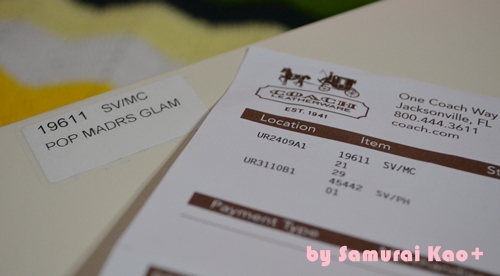 19611 SV/MC
POP MADRS GLAM
COACH
LEATHERWARE
EST. 1941
One Coach Way
Jacksonville, FL
800.444.3611
coach.com
Location Item
UR2409A1 19611 SV/MC
21
UR3110B1 29
45442 SV/PH
01
Payment Type
by Samurai Kao+